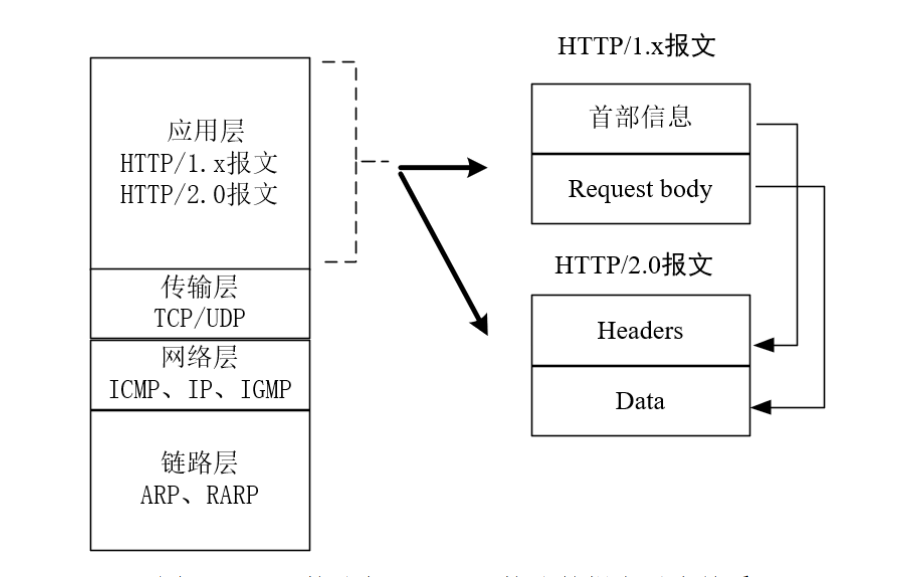 应用层
HTTP/1.x报文
HTTP/2.0报文
传输层
TCP/UDP
网络层
ICMP、IP、IGMP
链路层
ARP、RARP
HTTP/1.x报文
首部信息
Request body
HTTP/2.0报文
Headers
Data